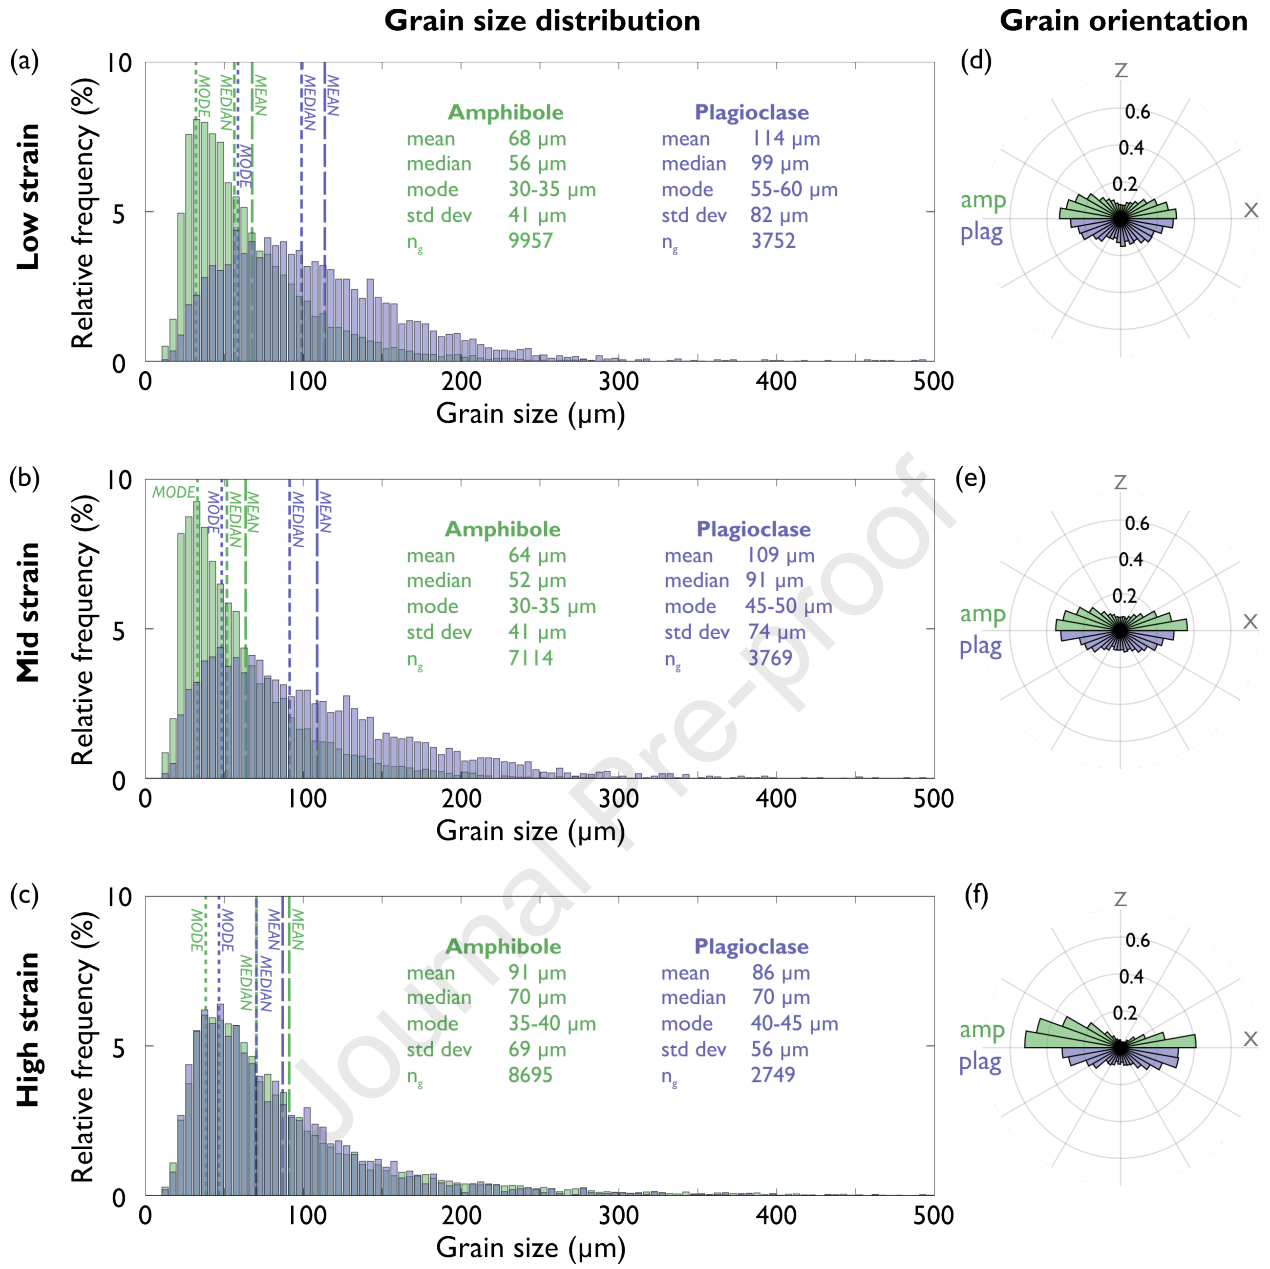 Grain size distribution
Grain orientation
(a)
Low strain
Relative frequency (%)
10
5
0
MODE
MEDIAN
MODE
MEAN
MEDIAN
MEAN
Amphibole
mean 68 µm
median 56 µm
mode 30-35 µm
std dev 41 µm
ng 9957
Plagioclase
mean 114 µm
median 99 µm
mode 55-60 µm
std dev 82 µm
ng 3752
0 100 200 300 400 500
Grain size (µm)
(d)
Z
0.6
0.4
0.2
amp
plag
X
(b)
Mid strain
Relative frequency (%)
10
5
0
MODE
MODE
MEDIAN
MEAN
MEDIAN
MEAN
Amphibole
mean 64 µm
median 52 µm
mode 30-35 µm
std dev 41 µm
ng 7114
Plagioclase
mean 109 µm
median 91 µm
mode 45-50 µm
std dev 74 µm
ng 3769
0 100 200 300 400 500
Grain size (µm)
(e)
Z
0.6
0.4
0.2
amp
plag
X
(c)
High strain
Relative frequency (%)
10
5
0
MODE
MODE
MEDIAN
MEDIAN
MEAN
MEAN
Amphibole
mean 91 µm
median 70 µm
mode 35-40 µm
std dev 69 µm
ng 8695
Plagioclase
mean 86 µm
median 70 µm
mode 40-45 µm
std dev 56 µm
ng 2749
0 100 200 300 400 500
Grain size (µm)
(f)
Z
0.6
0.4
0.2
amp
plag
X
Journal Pre-proof